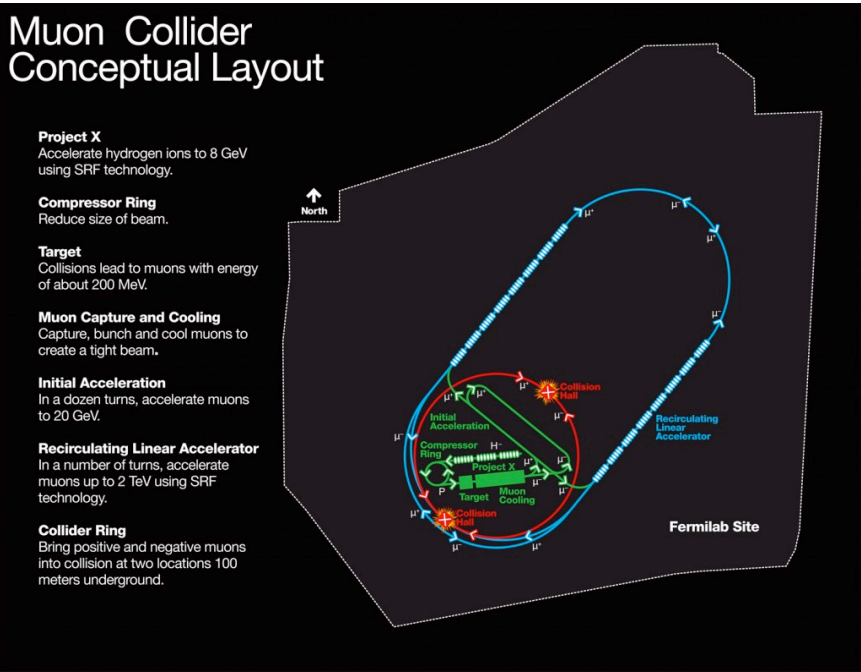 Muon Collider
Conceptual Layout
Project X
Accelerate hydrogen ions to 8 GeV
using SRF technology.
Compressor Ring
Reduce size of beam.
Target
Collisions lead to muons with energy
of about 200 MeV.
Muon Capture and Cooling
Capture, bunch and cool muons to
create a tight beam.
Initial Acceleration
In a dozen turns, accelerate muons
to 20 GeV.
Recirculating Linear Accelerator
In a number of turns, accelerate
muons up to 2 TeV using SRF
technology.
Collider Ring
Bring positive and negative muons
into collision at two locations 100
meters underground.
North
μ⁺
μ⁻
μ⁺
μ⁻
μ⁺
μ⁺
μ⁺
Collision
Hall
μ⁻
Initial
Acceleration
Recirculating
Linear
Accelerator
μ⁻
Compressor
Ring
H⁻
Project X
μ⁺
μ⁻
μ⁻
μ⁻
P
Target
Muon
Cooling
μ⁺
Collision
Hall
μ⁻
μ⁺
Fermilab Site